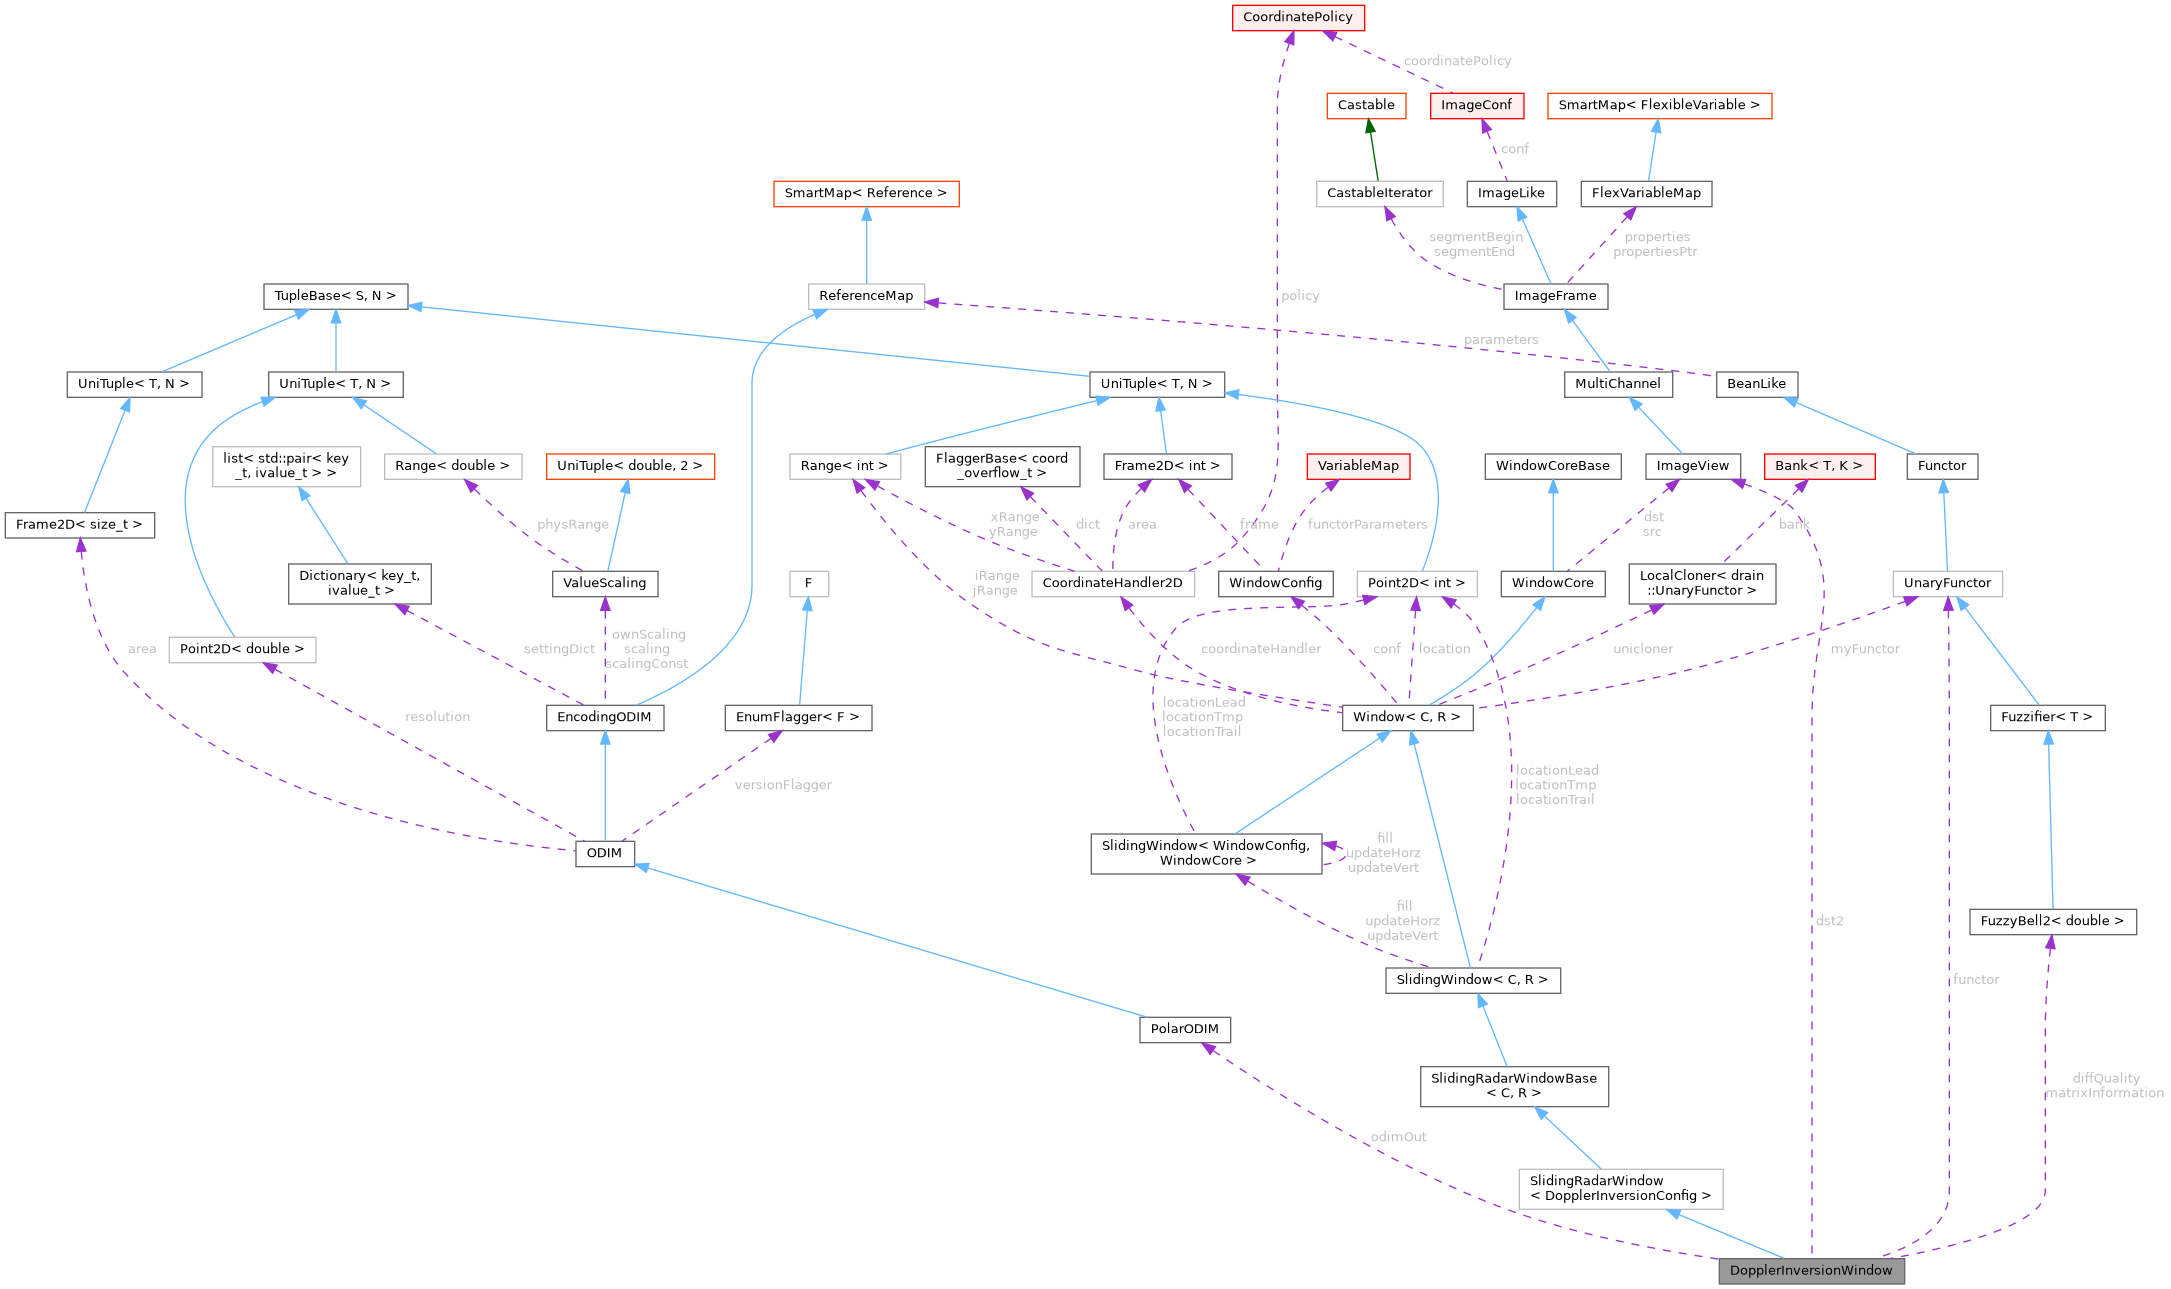 CoordinatePolicy
coordinatePolicy
Castable
ImageConf
SmartMap< FlexibleVariable >
conf
SmartMap< Reference >
CastableIterator
ImageLike
FlexVariableMap
segmentBegin
segmentEnd
properties
propertiesPtr
TupleBase< S, N >
ReferenceMap
policy
ImageFrame
parameters
UniTuple< T, N >
UniTuple< T, N >
UniTuple< T, N >
MultiChannel
BeanLike
list< std::pair< key
_t, ivalue_t > >
Range< double >
UniTuple< double, 2 >
Range< int >
FlaggerBase< coord
_overflow_t >
Frame2D< int >
VariableMap
WindowCoreBase
ImageView
Bank< T, K >
Functor
Frame2D< size_t >
physRange
xRange
yRange
dict
area
frame
functorParameters
dst
src
bank
Dictionary< key_t,
ivalue_t >
ValueScaling
F
iRange
jRange
CoordinateHandler2D
WindowConfig
Point2D< int >
WindowCore
LocalCloner< drain
::UnaryFunctor >
UnaryFunctor
area
Point2D< double >
settingDict
ownScaling
scaling
scalingConst
coordinateHandler
conf
location
unicloner
myFunctor
resolution
EncodingODIM
EnumFlagger< F >
locationLead
locationTmp
locationTrail
Window< C, R >
Fuzzifier< T >
versionFlagger
locationLead
locationTmp
locationTrail
ODIM
SlidingWindow< WindowConfig,
WindowCore >
fill
updateHorz
updateVert
fill
updateHorz
updateVert
dst2
FuzzyBell2< double >
SlidingWindow< C, R >
functor
PolarODIM
SlidingRadarWindowBase
< C, R >
diffQuality
matrixInformation
odimOut
SlidingRadarWindow
< DopplerInversionConfig >
DopplerInversionWindow